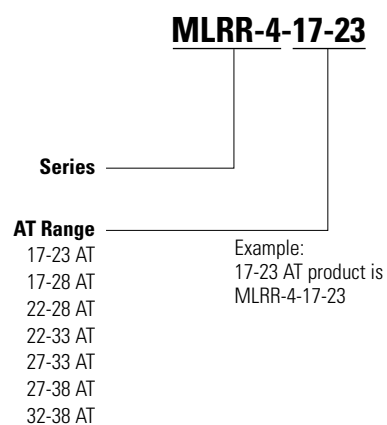 MLRR-4-17-23
Series
AT Range
17-23 AT
17-28 AT
22-28 AT
22-33 AT
27-33 AT
27-38 AT
32-38 AT
Example:
17-23 AT product is
MLRR-4-17-23